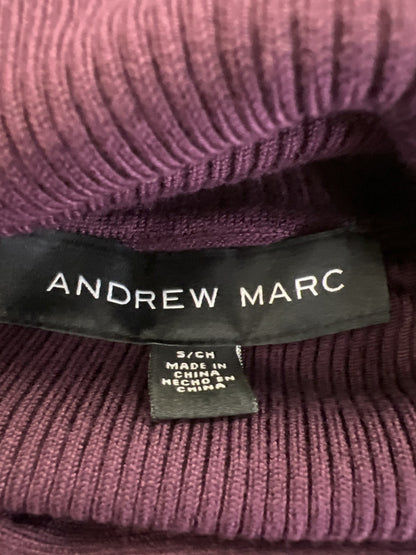 ANDREW MARC
S/CH
MADE IN
CHINA
HECHO EN
CHINA